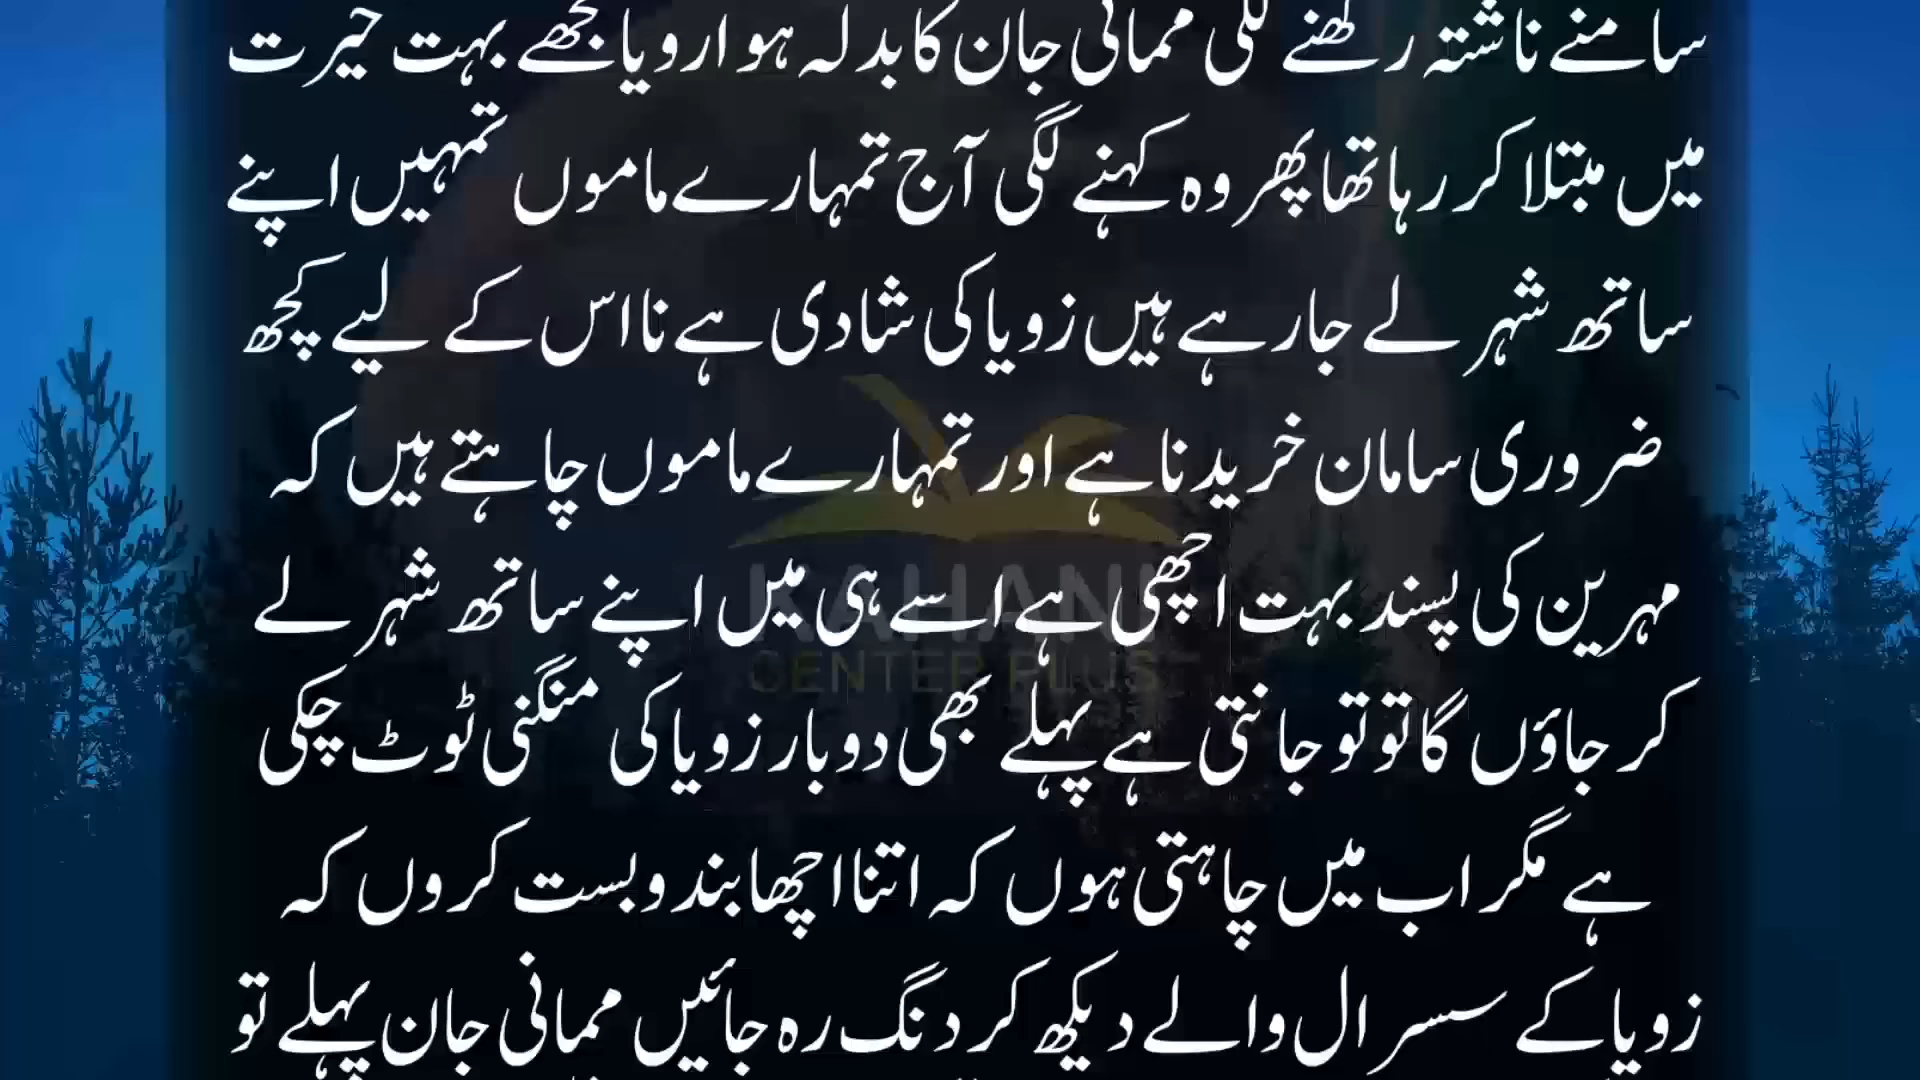 سامنے ناشتہ رکھنے لگی ممانی جان کا بدلہ ہوا رویا مجھے بہت حیرت
میں مبتلا کر رہا تھا پھر وہ کہنے لگی آج تمہارے ماموں تمہیں اپنے
ساتھ شہر لے جا رہے ہیں زویا کی شادی ہے نا اس کے لیے کچھ
ضروری سامان خریدنا ہے اور تمہارے ماموں چاہتے ہیں کہ
مہرین کی پسند بہت اچھی ہے اسے ہی میں اپنے ساتھ شہر لے
KAHANI
CENTER PLUS
کر جاؤں گا تو تو جانتی ہے پہلے بھی دو بار زویا کی منگنی ٹوٹ چکی
ہے مگر اب میں چاہتی ہوں کہ اتنا اچھا بندوبست کروں کہ
زویا کے سسرال والے دیکھ کر دنگ رہ جائیں ممانی جان پہلے تو